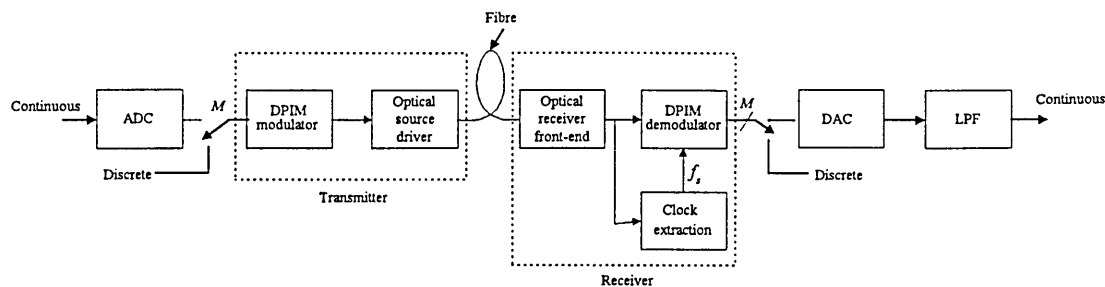 Fibre
Continuous
ADC
M
DPIM
modulator
Optical
source
driver
Optical
receiver
front-end
DPIM
demodulator
M
DAC
LPF
Continuous
Discrete
Transmitter
fs
Discrete
Clock
extraction
Receiver